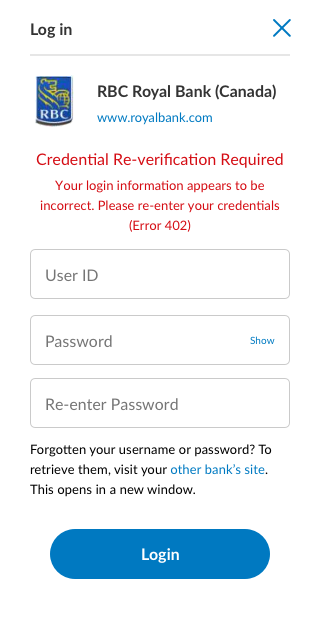 Log in
RBC
RBC Royal Bank (Canada)
www.royalbank.com
Credential Re-verification Required
Your login information appears to be
incorrect. Please re-enter your credentials
(Error 402)
User ID
Password
Show
Re-enter Password
Forgotten your username or password? To
retrieve them, visit your other bank’s site.
This opens in a new window.
Login